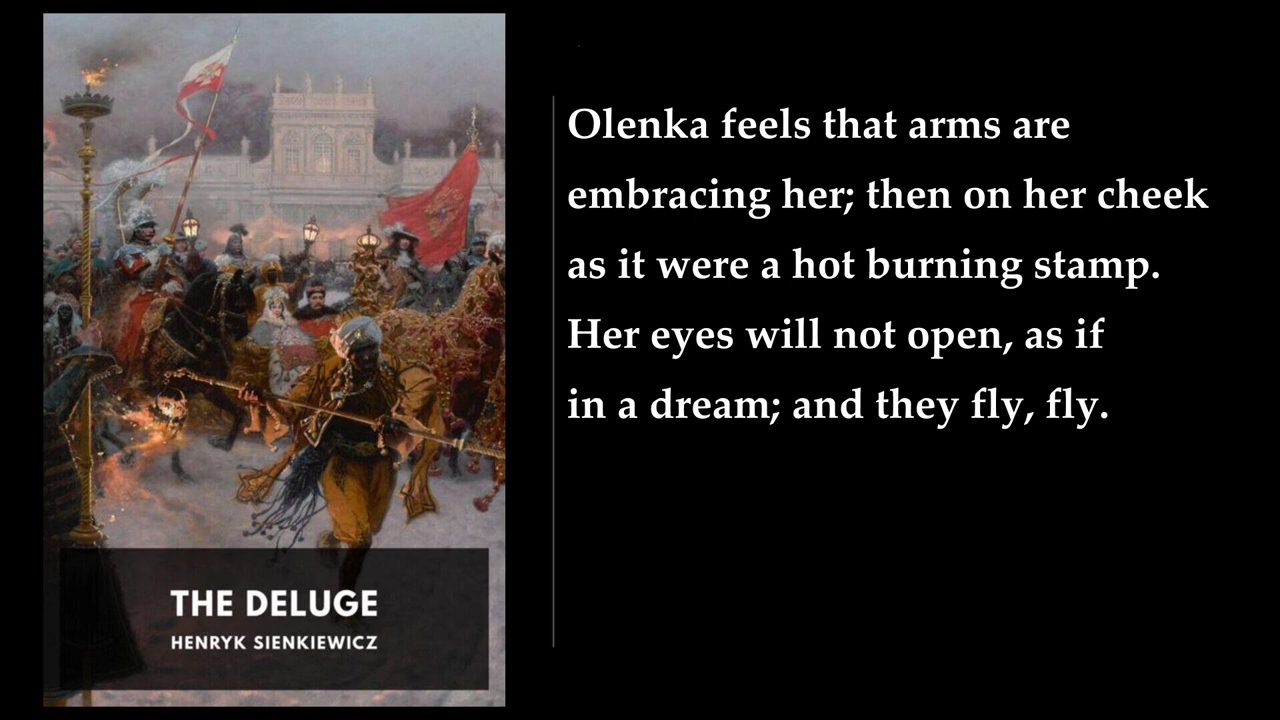 Olenka feels that arms are
embracing her; then on her cheek
as it were a hot burning stamp.
Her eyes will not open, as if
in a dream; and they fly, fly.
THE DELUGE
HENRYK SIENKIEWICZ